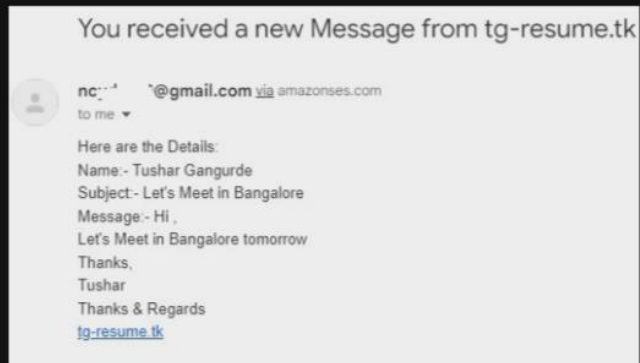 You received a new Message from tg-resume.tk
@gmail.com via amazonses.com
to me
Here are the Details:
Name:- Tushar Gangurde
Subject:- Let's Meet in Bangalore
Message:- Hi ,
Let's Meet in Bangalore tomorrow
Thanks,
Tushar
Thanks & Regards
tg-resume.tk